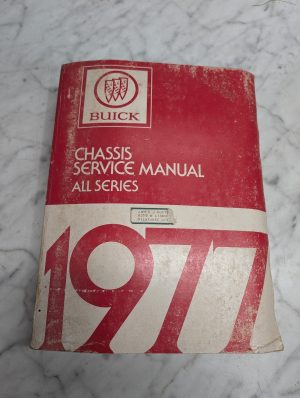 BUICK
CHASSIS
SERVICE MANUAL
ALL SERIES
1977